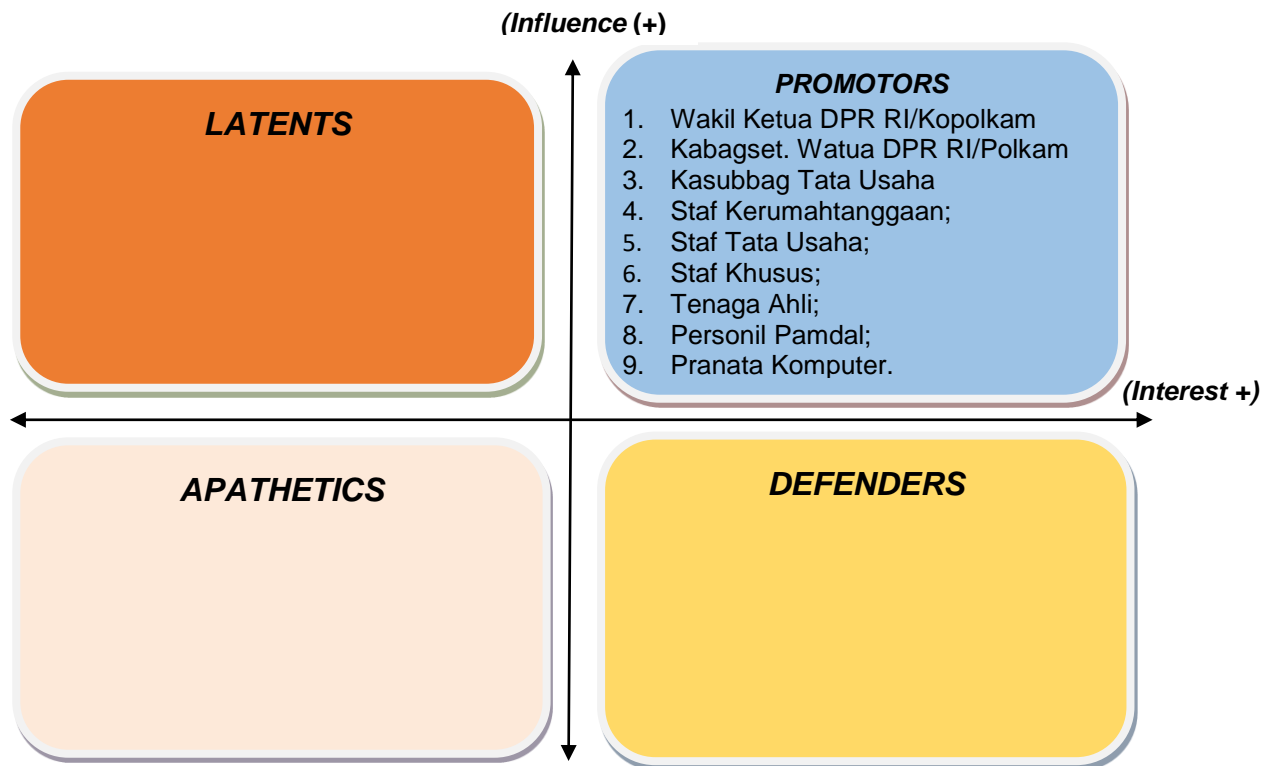 (Influence (+)
LATENTS
PROMOTORS
1. Wakil Ketua DPR RI/Kopolkam
2. Kabagset. Watua DPR RI/Polkam
3. Kasubbag Tata Usaha
4. Staf Kerumahtanggaan;
5. Staf Tata Usaha;
6. Staf Khusus;
7. Tenaga Ahli;
8. Personil Pamdal;
9. Pranata Komputer.
(Interest +)
APATHETICS
DEFENDERS